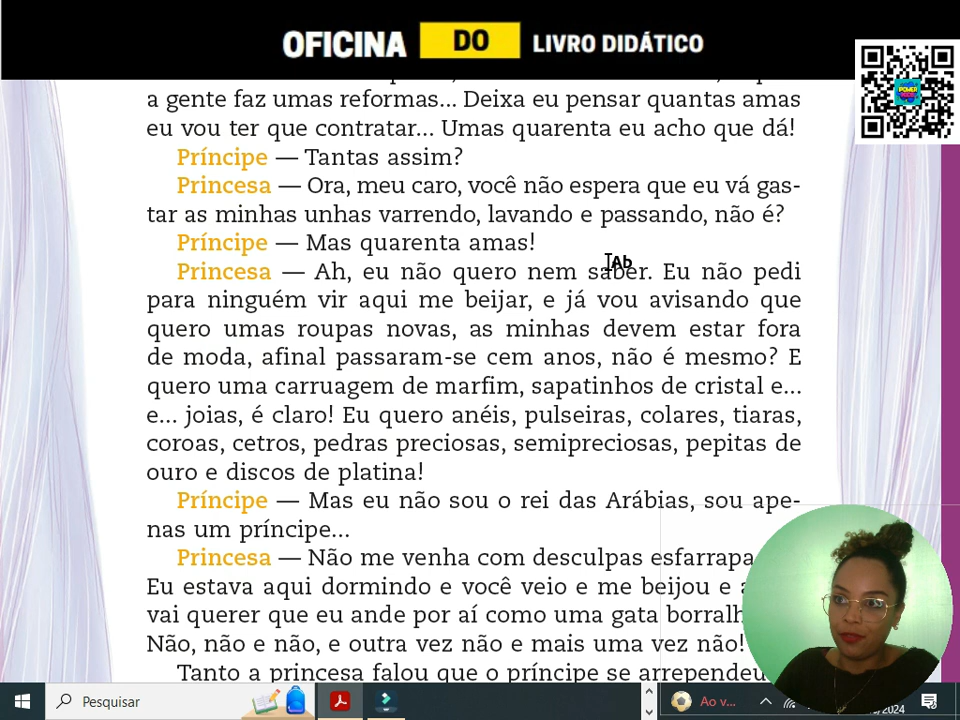 OFICINA DO LIVRO DIDÁTICO
a gente faz umas reformas... Deixa eu pensar quantas amas
eu vou ter que contratar... Umas quarenta eu acho que dá!
Príncipe — Tantas assim?
Princesa — Ora, meu caro, você não espera que eu vá gas-
tar as minhas unhas varrendo, lavando e passando, não é?
Príncipe — Mas quarenta amas!
Princesa — Ah, eu não quero nem saber. Eu não pedi
para ninguém vir aqui me beijar, e já vou avisando que
quero umas roupas novas, as minhas devem estar fora
de moda, afinal passaram-se cem anos, não é mesmo? E
quero uma carruagem de marfim, sapatinhos de cristal e...
e... joias, é claro! Eu quero anéis, pulseiras, colares, tiaras,
coroas, cetros, pedras preciosas, semipreciosas, pepitas de
ouro e discos de platina!
Príncipe — Mas eu não sou o rei das Arábias, sou ape-
nas um príncipe...
Princesa — Não me venha com desculpas
Eu estava aqui dormindo e você veio e me beijou e
vai querer que eu ande por aí como uma gata
Não, não e não, e outra vez não e mais uma vez não!
Tanto a princesa falou que o príncipe se arrependeu
Pesquisar
Ao v...